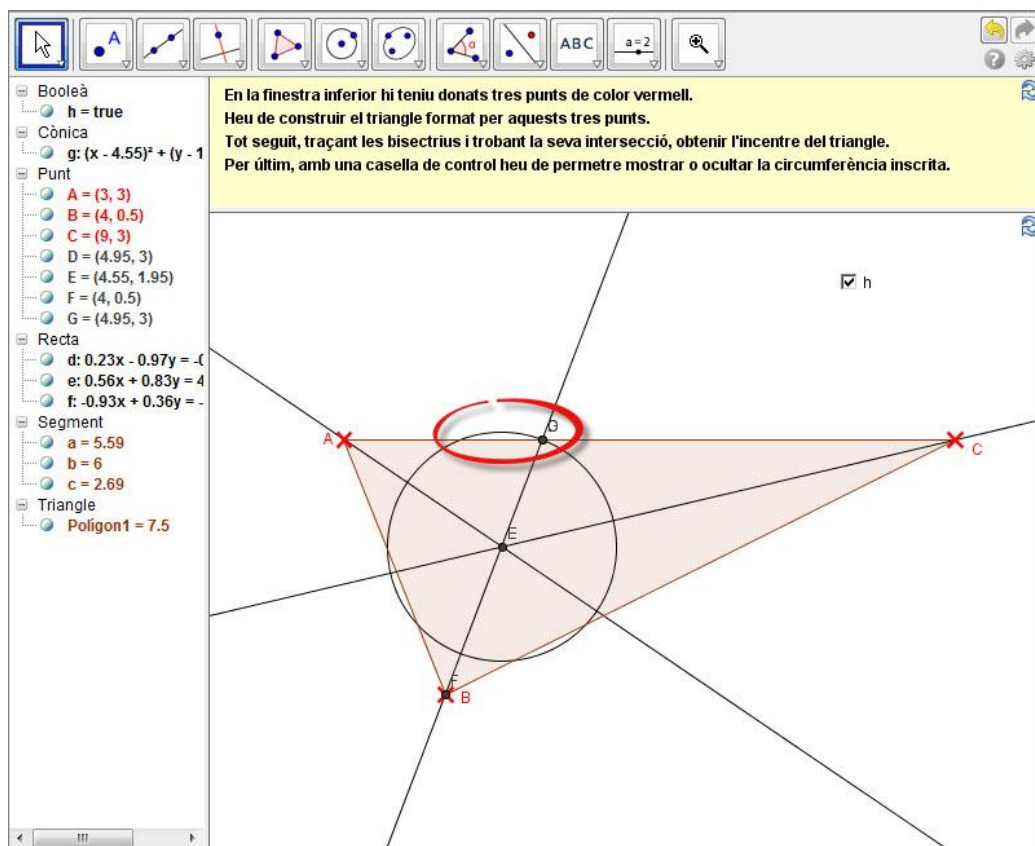 A
α
ABC
a=2
Booleà
h = true
Cònica
g: (x - 4.55)² + (y - 1
Punt
A = (3, 3)
B = (4, 0.5)
C = (9, 3)
D = (4.95, 3)
E = (4.55, 1.95)
F = (4, 0.5)
G = (4.95, 3)
Recta
d: 0.23x - 0.97y = -0
e: 0.56x + 0.83y = 4
f: -0.93x + 0.36y = -
Segment
a = 5.59
b = 6
c = 2.69
Triangle
Poligon1 = 7.5
En la finestra inferior hi teniu donats tres punts de color vermell.
Heu de construir el triangle format per aquests tres punts.
Tot seguit, traçant les bisectrius i trobant la seva intersecció, obtenir l'incentre del triangle.
Per últim, amb una casella de control heu de permetre mostrar o ocultar la circumferència inscrita.
h
A
C
E
F
B